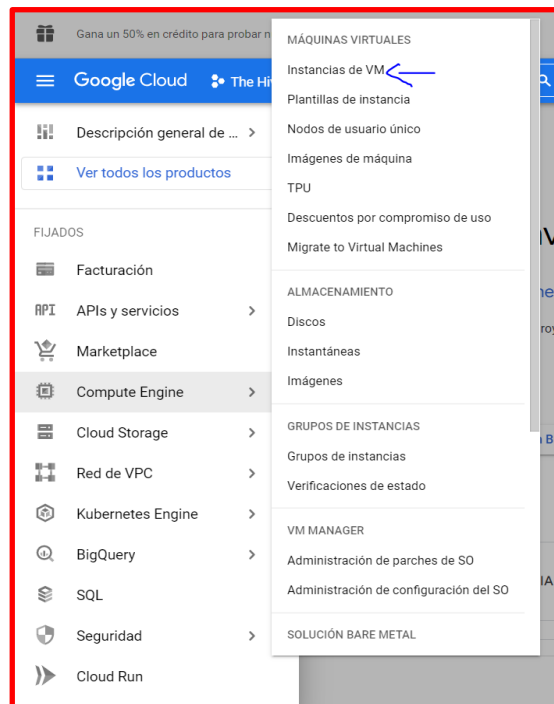 Gana un 50% en crédito para probar n
Google Cloud
The Hi
Descripción general de ...
Ver todos los productos
FIJADOS
Facturación
API
APIs y servicios
Marketplace
Compute Engine
Cloud Storage
Red de VPC
Kubernetes Engine
BigQuery
SQL
Seguridad
Cloud Run
MÁQUINAS VIRTUALES
Instancias de VM
Plantillas de instancia
Nodos de usuario único
Imágenes de máquina
TPU
Descuentos por compromiso de uso
Migrate to Virtual Machines
ALMACENAMIENTO
Discos
Instantáneas
Imágenes
GRUPOS DE INSTANCIAS
Grupos de instancias
Verificaciones de estado
VM MANAGER
Administración de parches de SO
Administración de configuración del SO
SOLUCIÓN BARE METAL